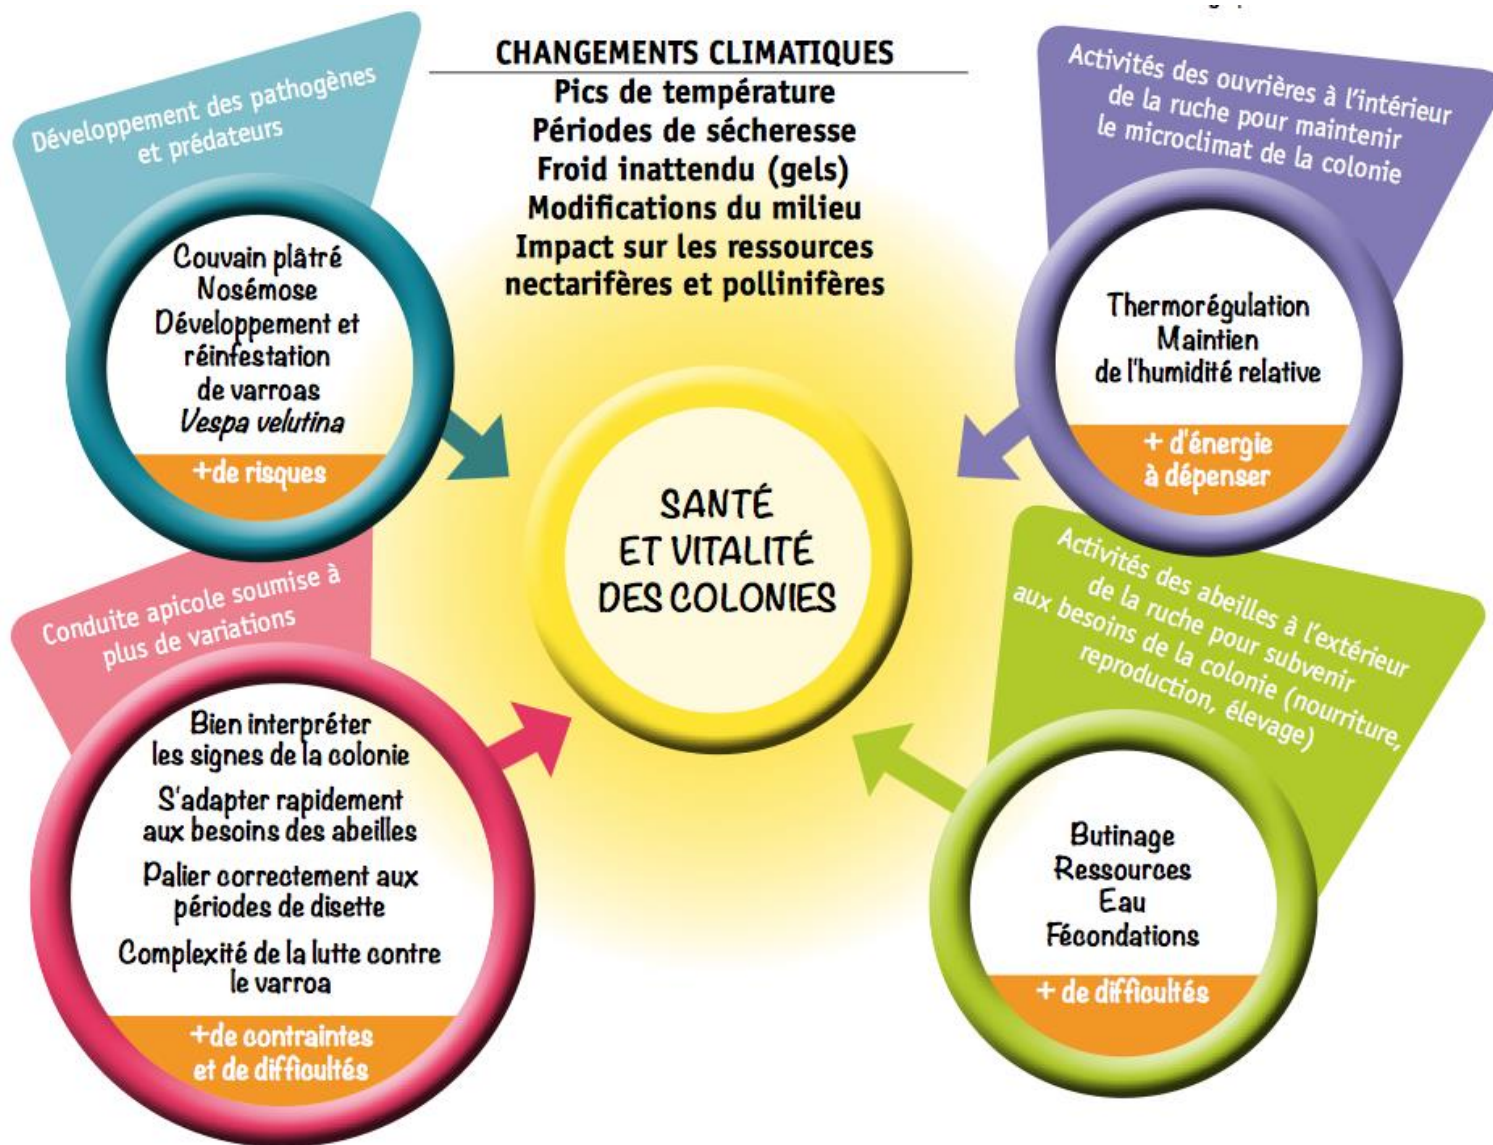 CHANGEMENTS CLIMATIQUES
Pics de température
Périodes de sécheresse
Froid inattendu (gels)
Modifications du milieu
Impact sur les ressources
nectarifères et pollinifères
Développement des pathogènes
et prédateurs
Couvain plâtré
Nosémose
Développement et
réinfestation
de varroas
Vespa velutina
+de risques
Activités des ouvrières à l'intérieur
de la ruche pour maintenir
le microclimat de la colonie
Thermorégulation
Maintien
de l'humidité relative
+ d'énergie
à dépenser
SANTÉ
ET VITALITÉ
DES COLONIES
Conduite apicole soumise à
plus de variations
Bien interpréter
les signes de la colonie
S'adapter rapidement
aux besoins des abeilles
Palier correctement aux
périodes de disette
Complexité de la lutte contre
le varroa
+de contraintes
et de difficultés
Activités des abeilles à l'extérieur
de la ruche pour subvenir
aux besoins de la colonie (nourriture,
reproduction, élevage)
Butinage
Ressources
Eau
Fécondations
+ de difficultés